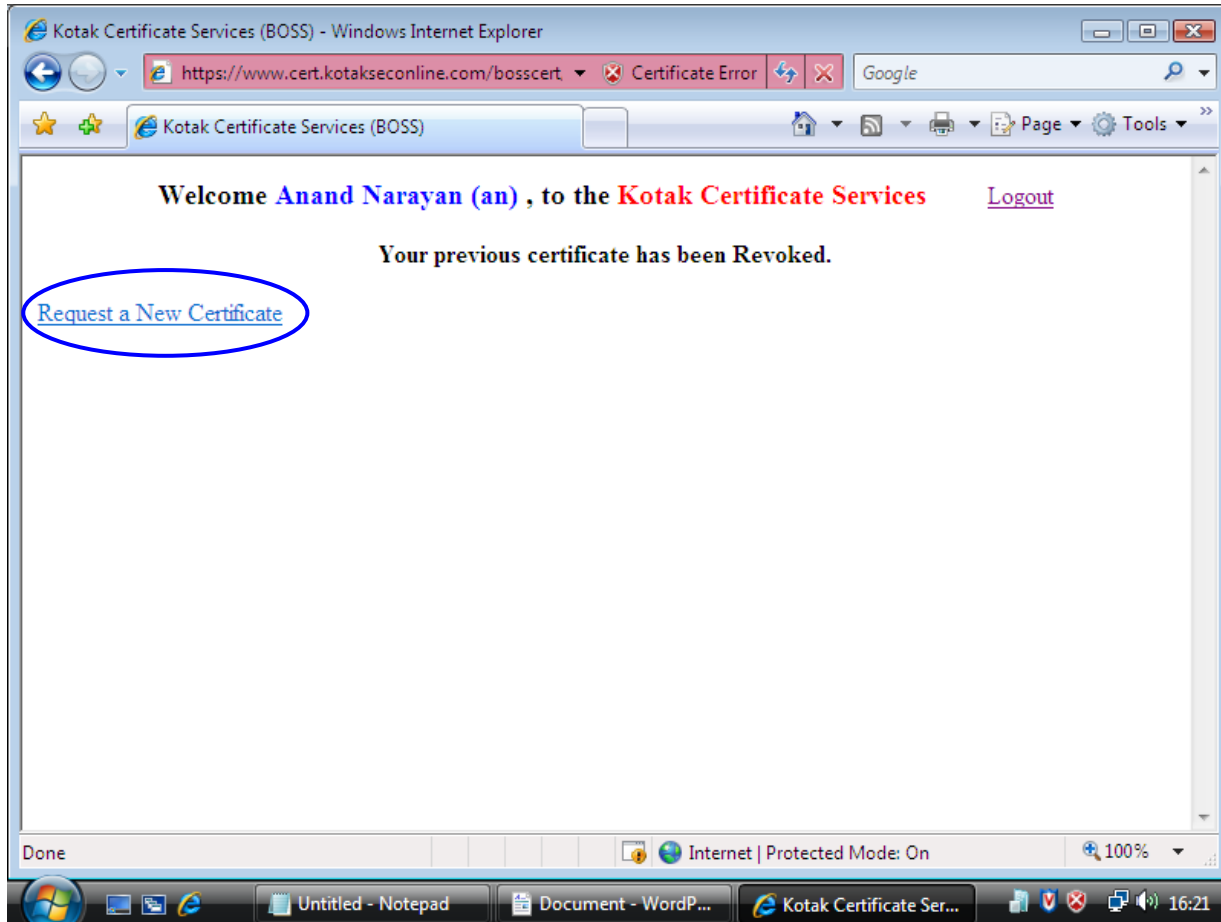 Kotak Certificate Services (BOSS) - Windows Internet Explorer
https://www.cert.kotakseconline.com/bosscert Certificate Error Google
Kotak Certificate Services (BOSS) Page Tools
Welcome Anand Narayan (an) , to the Kotak Certificate Services Logout
Your previous certificate has been Revoked.
Request a New Certificate
Done Internet | Protected Mode: On 100%
Untitled - Notepad Document - WordP... Kotak Certificate Ser... 16:21